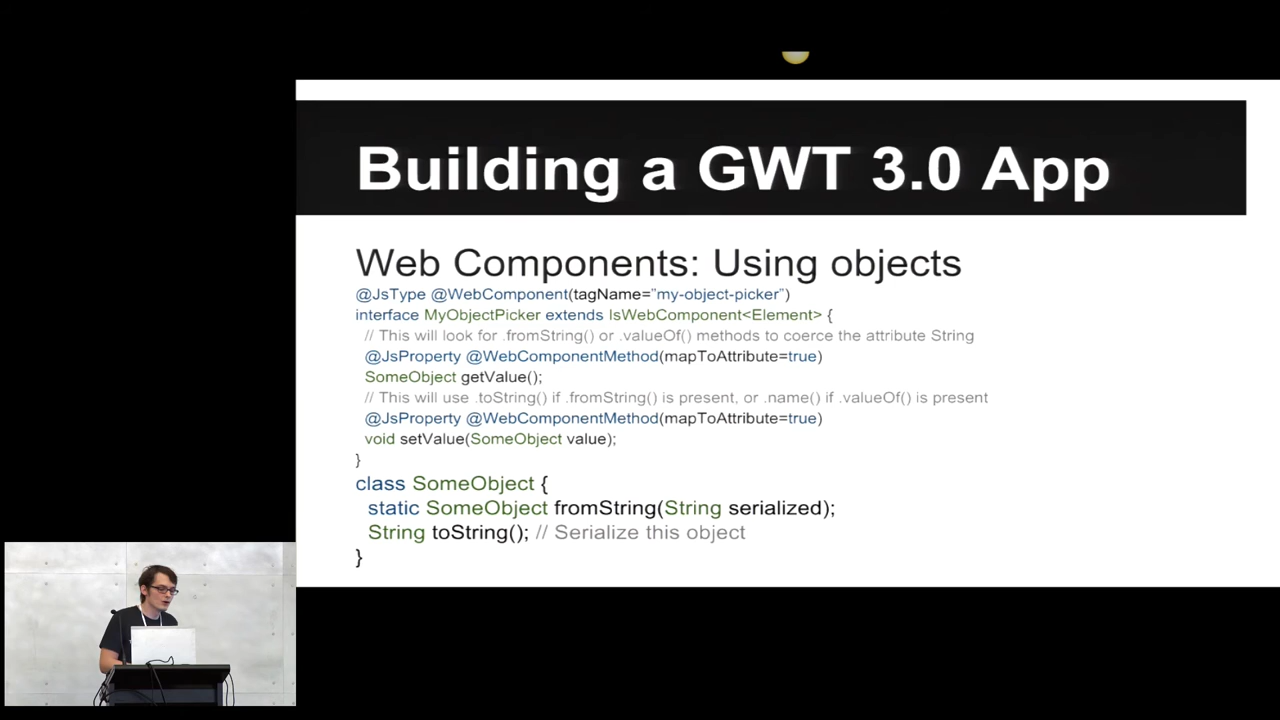 Building a GWT 3.0 App
Web Components: Using objects
@JsType @WebComponent(tagName="my-object-picker")
interface MyObjectPicker extends IsWebComponent<Element> {
// This will look for .fromString() or .valueOf() methods to coerce the attribute String
@JsProperty @WebComponentMethod(mapToAttribute=true)
SomeObject getValue();
// This will use .toString() if .fromString() is present, or .name() if .valueOf() is present
@JsProperty @WebComponentMethod(mapToAttribute=true)
void setValue(SomeObject value);
}
class SomeObject {
static SomeObject fromString(String serialized);
String toString(); // Serialize this object
}